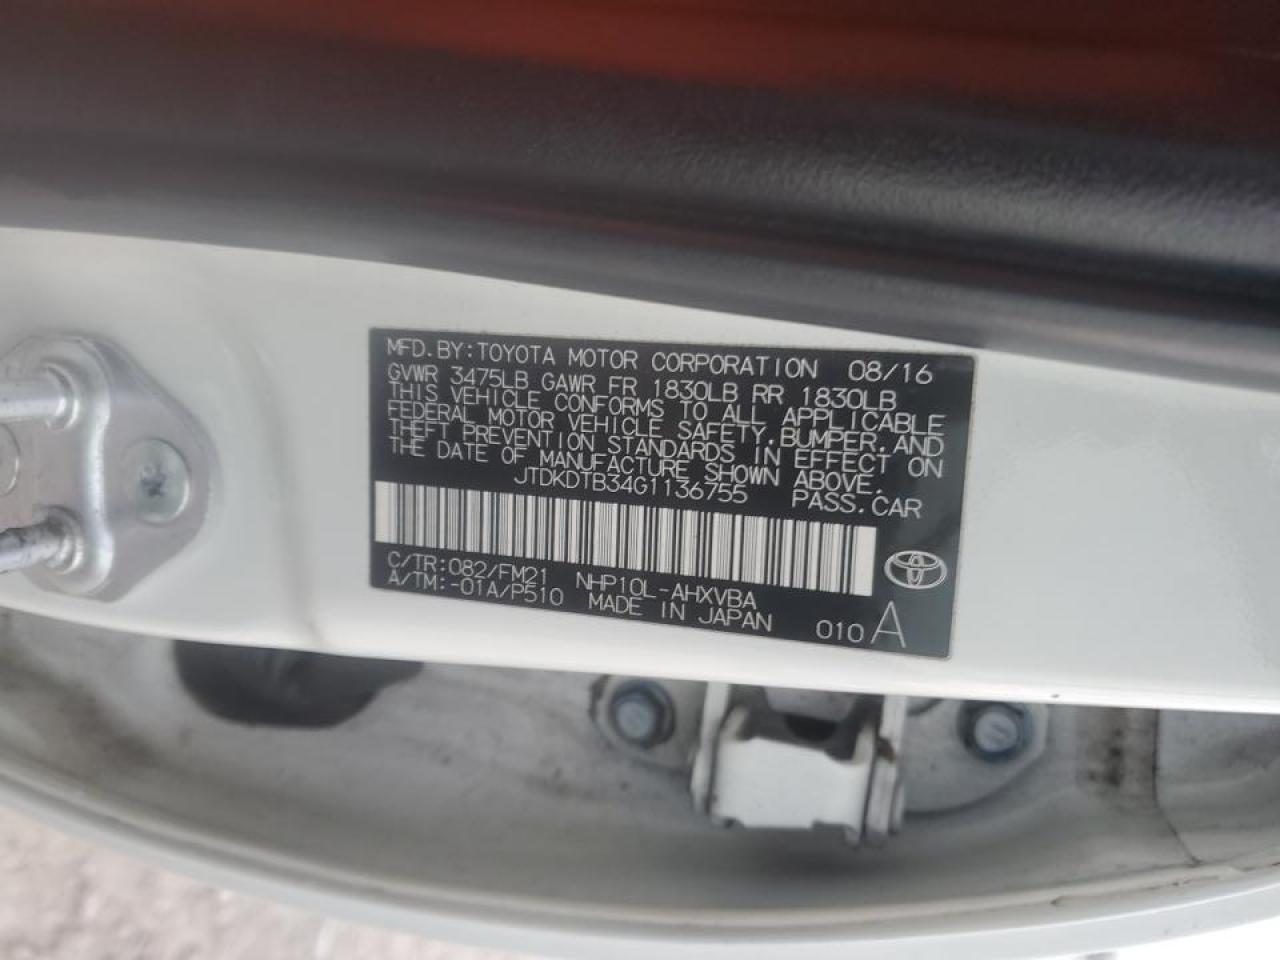 MFD.BY:TOYOTA MOTOR CORPORATION 08/16
GVWR 3475LB GAWR FR 1830LB RR 1830LB
THIS VEHICLE CONFORMS TO ALL APPLICABLE
FEDERAL MOTOR VEHICLE SAFETY,BUMPER,AND
THEFT PREVENTION STANDARDS IN EFFECT ON
THE DATE OF MANUFACTURE SHOWN ABOVE.
JTDKDTB34G1136755 PASS.CAR
C/TR:082/FM21 NHP10L-AHXVBA
A/TM:-01A/P510 MADE IN JAPAN 010 A